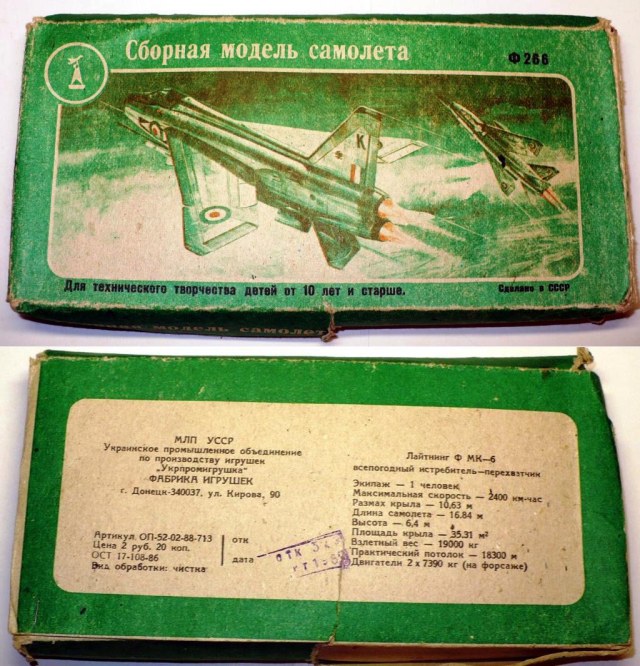 Сборная модель самолета
Ф 266
К
Для технического творчества детей от 10 лет и старше.
Сделано в СССР
МОДЕЛЬ САМОЛЕТ
МЛП УССР
Украинское промышленное объединение
по производству игрушек
„Укрпромигрушка"
ФАБРИКА ИГРУШЕК
г. Донецк-340037, ул. Кирова, 90
Артикул ОП-52-02-88-713
Цена 2 руб. 20 коп.
ОСТ 17-108-86
Вид обработки: чистка
отк
дата
ОТК
Лайтнинг Ф МК—6
всепогодный истребитель—перехватчик
Экипаж — 1 человек
Максимальная скорость — 2400 км-час
Размах крыла — 10,63 м
Длина самолета — 16.84 м
Высота — 6,4 м
Площадь крыла — 35.31 м²
Взлетный вес — 19000 кг
Практический потолок — 18300 м
Двигатели 2 х 7390 кг (на форсаже)